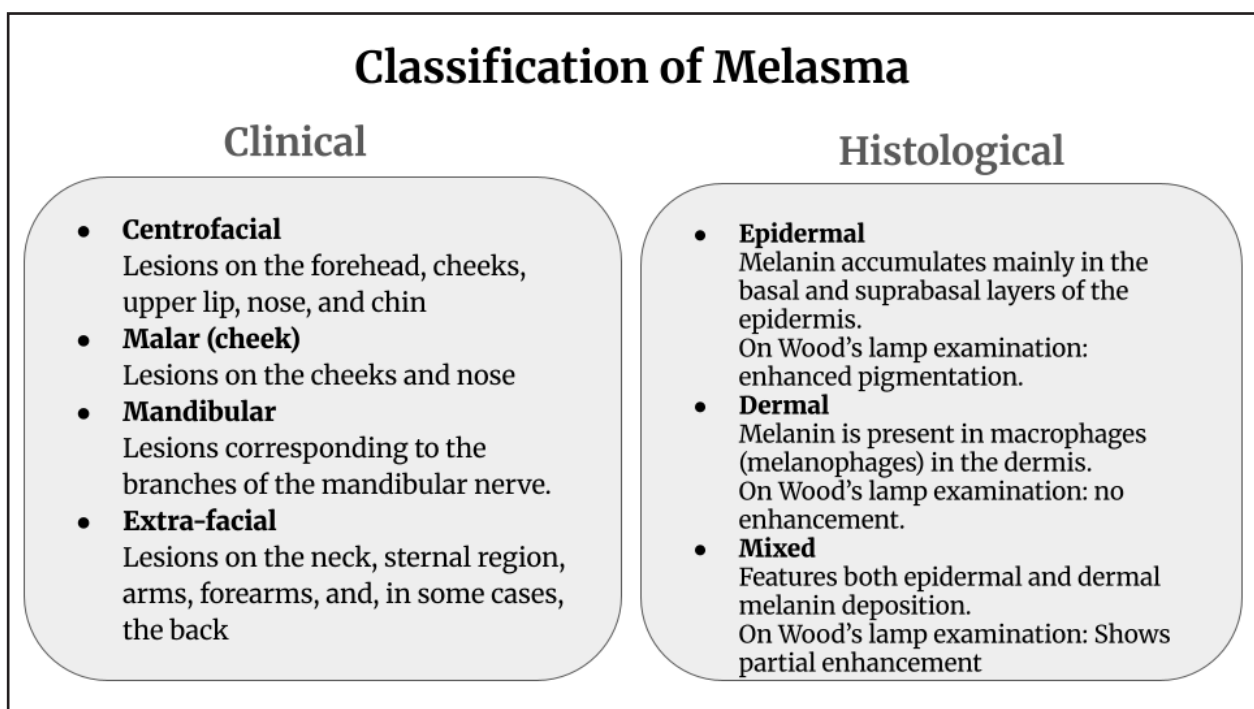 Classification of Melasma
Clinical
• Centrofacial
Lesions on the forehead, cheeks,
upper lip, nose, and chin
• Malar (cheek)
Lesions on the cheeks and nose
• Mandibular
Lesions corresponding to the
branches of the mandibular nerve.
• Extra-facial
Lesions on the neck, sternal region,
arms, forearms, and, in some cases,
the back
Histological
• Epidermal
Melanin accumulates mainly in the
basal and suprabasal layers of the
epidermis.
On Wood’s lamp examination:
enhanced pigmentation.
• Dermal
Melanin is present in macrophages
(melanophages) in the dermis.
On Wood’s lamp examination: no
enhancement.
• Mixed
Features both epidermal and dermal
melanin deposition.
On Wood’s lamp examination: Shows
partial enhancement